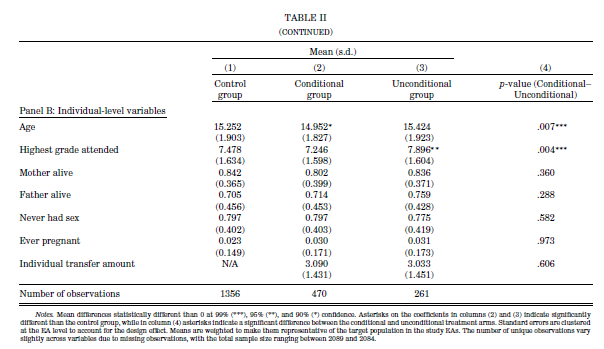 TABLE II
(CONTINUED)
Mean (s.d.)
(1) (2) (3) (4)
Control Conditional Unconditional p-value (Conditional–
group group group Unconditional)
Panel B: Individual-level variables
Age 15.252 14.952* 15.424 .007***
(1.903) (1.827) (1.923)
Highest grade attended 7.478 7.246 7.896** .004***
(1.634) (1.598) (1.604)
Mother alive 0.842 0.802 0.836 .360
(0.365) (0.399) (0.371)
Father alive 0.705 0.714 0.759 .288
(0.456) (0.453) (0.428)
Never had sex 0.797 0.797 0.775 .582
(0.402) (0.403) (0.419)
Ever pregnant 0.023 0.030 0.031 .973
(0.149) (0.171) (0.173)
Individual transfer amount N/A 3.090 3.033 .606
(1.431) (1.451)
Number of observations 1356 470 261
Notes. Mean differences statistically different than 0 at 99% (***), 95% (**), and 90% (*) confidence. Asterisks on the coefficients in columns (2) and (3) indicate significantly
different than the control group, while in column (4) asterisks indicate a significant difference between the conditional and unconditional treatment arms. Standard errors are clustered
at the EA level to account for the design effect. Means are weighted to make them representative of the target population in the study EAs. The number of unique observations vary
slightly across variables due to missing observations, with the total sample size ranging between 2089 and 2084.